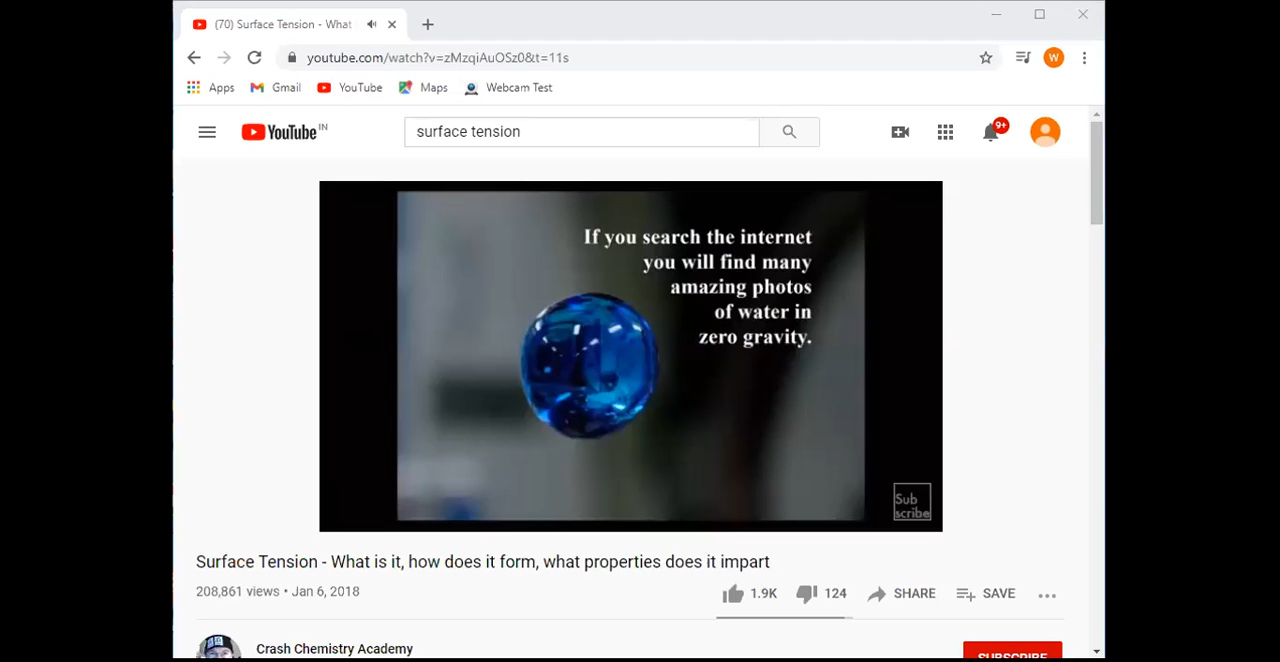 (70) Surface Tension - What
youtube.com/watch?v=zMzqiAuOSz0&t=11s
W
Apps Gmail YouTube Maps Webcam Test
YouTube IN
surface tension
9+
If you search the internet
you will find many
amazing photos
of water in
zero gravity.
Sub
scribe
Surface Tension - What is it, how does it form, what properties does it impart
208,861 views • Jan 6, 2018
1.9K 124 SHARE SAVE
Crash Chemistry Academy
SUBSCRIBE